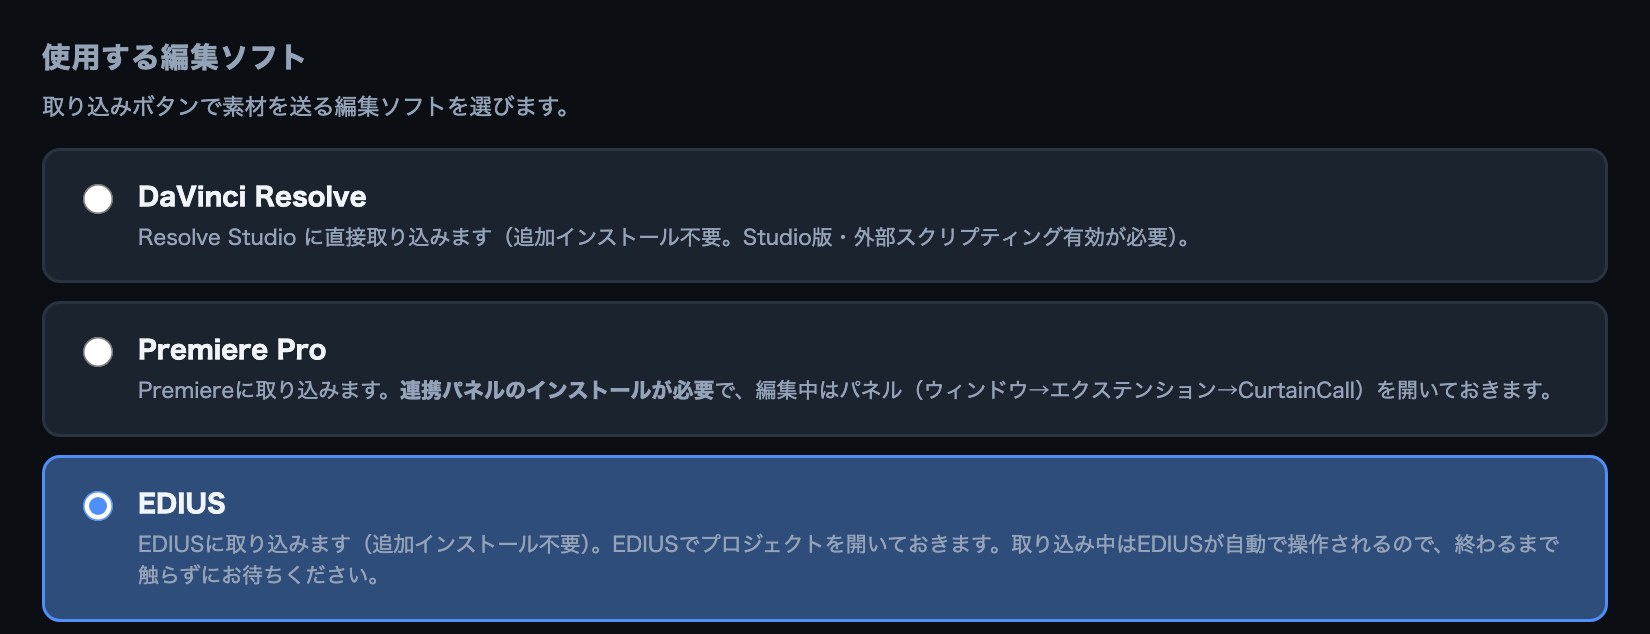 使用する編集ソフト
取り込みボタンで素材を送る編集ソフトを選びます。
DaVinci Resolve
Resolve Studio に直接取り込みます（追加インストール不要。Studio版・外部スクリプティング有効が必要）。
Premiere Pro
Premiereに取り込みます。連携パネルのインストールが必要で、編集中はパネル（ウィンドウ→エクステンション→CurtainCall）を開いておきます。
EDIUS
EDIUSに取り込みます（追加インストール不要）。EDIUSでプロジェクトを開いておきます。取り込み中はEDIUSが自動で操作されるので、終わるまで
触らずにお待ちください。